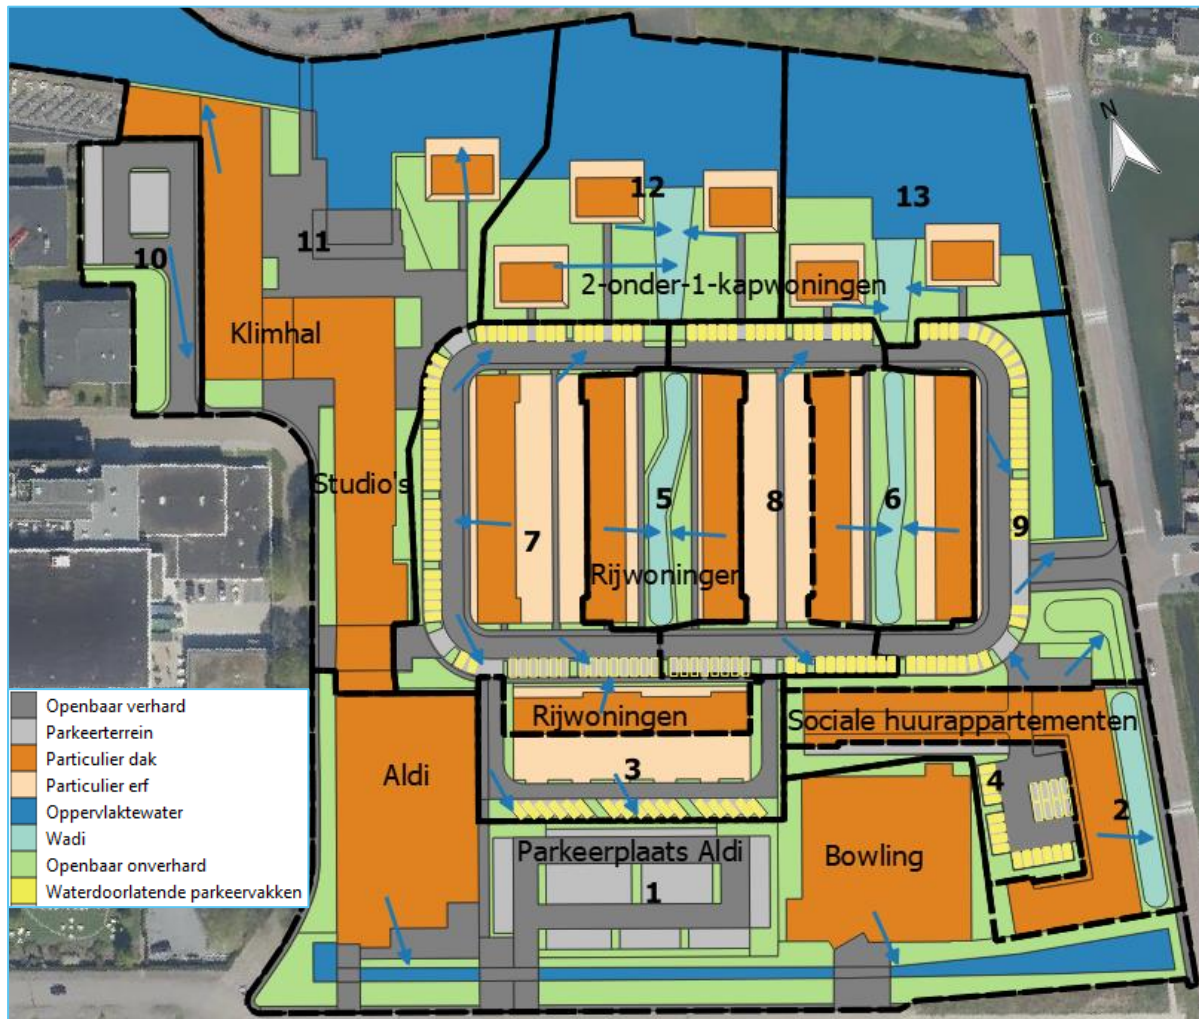 N
12
13
10
11
2-onder-1-kapwoningen
Klimhal
Studio's
5
8
6
7
9
Rijwoningen
Openbaar verhard
Parkeerterrein
Particulier dak
Particulier erf
Oppervlaktewater
Wadi
Openbaar onverhard
Waterdoorlatende parkeervakken
Rijwoningen
Sociale huurappartementen
Aldi
3
4
2
Parkeerplaats Aldi
Bowling
1